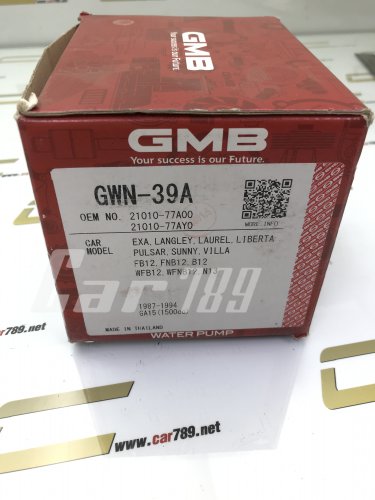 GMB
Your success is our Future.
GMB
Your success is our Future.
GWN-39A
OEM NO. 21010-77A00
21010-77AY0
MORE INFO
CAR MODEL
EXA, LANGLEY, LAUREL, LIBERTA
PULSAR, SUNNY, VILLA
FB12, FNB12, B12
WFB12, WFNB12, N13
1987-1994
GA15(1500cc)
MADE IN THAILAND
WATER PUMP
Car789
www.car789.net
www.car789.net